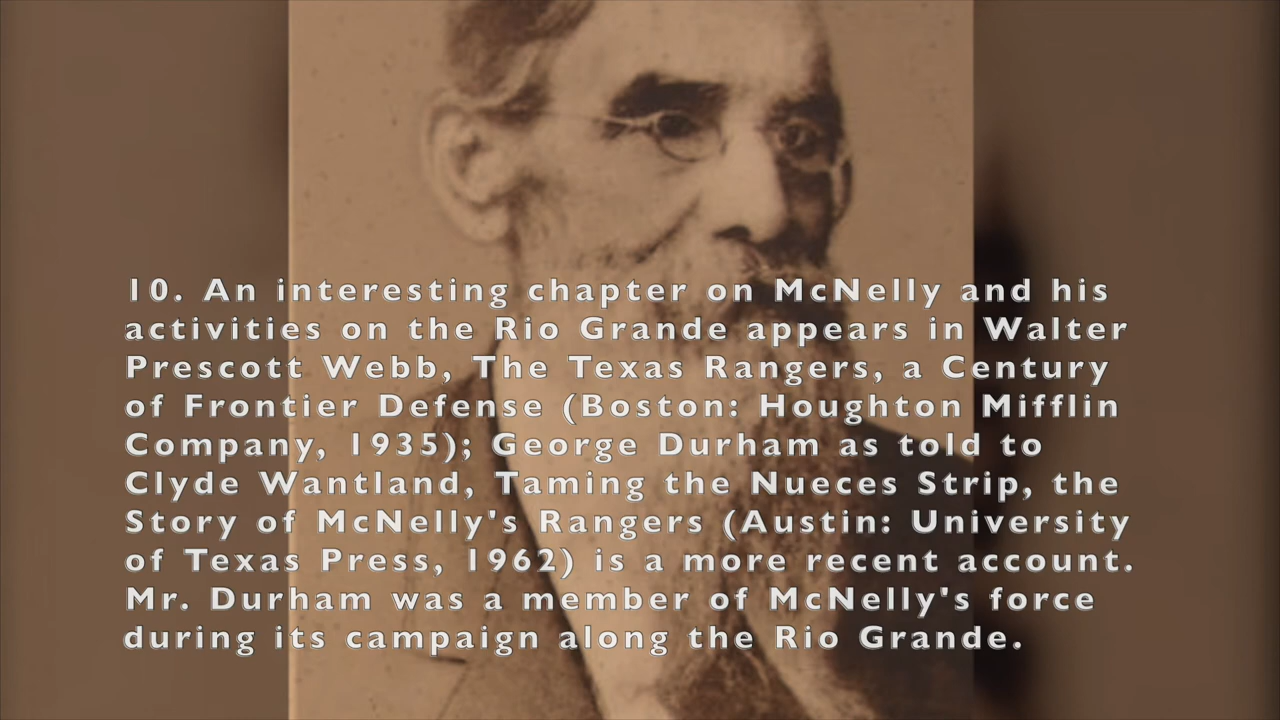 10. An interesting chapter on McNelly and his
activities on the Rio Grande appears in Walter
Prescott Webb, The Texas Rangers, a Century
of Frontier Defense (Boston: Houghton Mifflin
Company, 1935); George Durham as told to
Clyde Wantland, Taming the Nueces Strip, the
Story of McNelly's Rangers (Austin: University
of Texas Press, 1962) is a more recent account.
Mr. Durham was a member of McNelly's force
during its campaign along the Rio Grande.